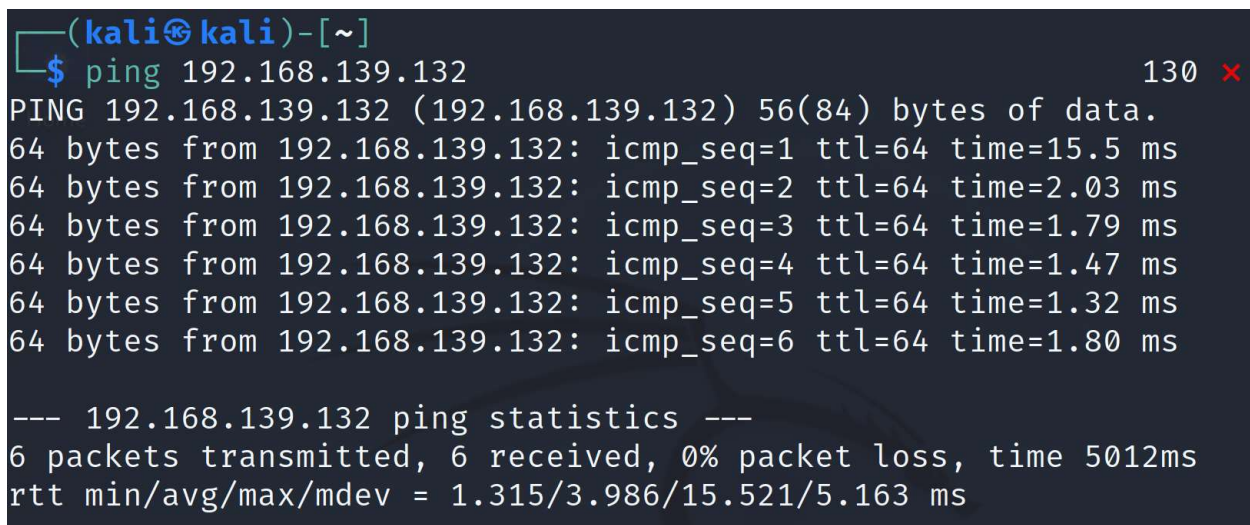 ┌──(kali㉿kali)-[~]
└─$ ping 192.168.139.132 130 ⨯
PING 192.168.139.132 (192.168.139.132) 56(84) bytes of data.
64 bytes from 192.168.139.132: icmp_seq=1 ttl=64 time=15.5 ms
64 bytes from 192.168.139.132: icmp_seq=2 ttl=64 time=2.03 ms
64 bytes from 192.168.139.132: icmp_seq=3 ttl=64 time=1.79 ms
64 bytes from 192.168.139.132: icmp_seq=4 ttl=64 time=1.47 ms
64 bytes from 192.168.139.132: icmp_seq=5 ttl=64 time=1.32 ms
64 bytes from 192.168.139.132: icmp_seq=6 ttl=64 time=1.80 ms
--- 192.168.139.132 ping statistics ---
6 packets transmitted, 6 received, 0% packet loss, time 5012ms
rtt min/avg/max/mdev = 1.315/3.986/15.521/5.163 ms